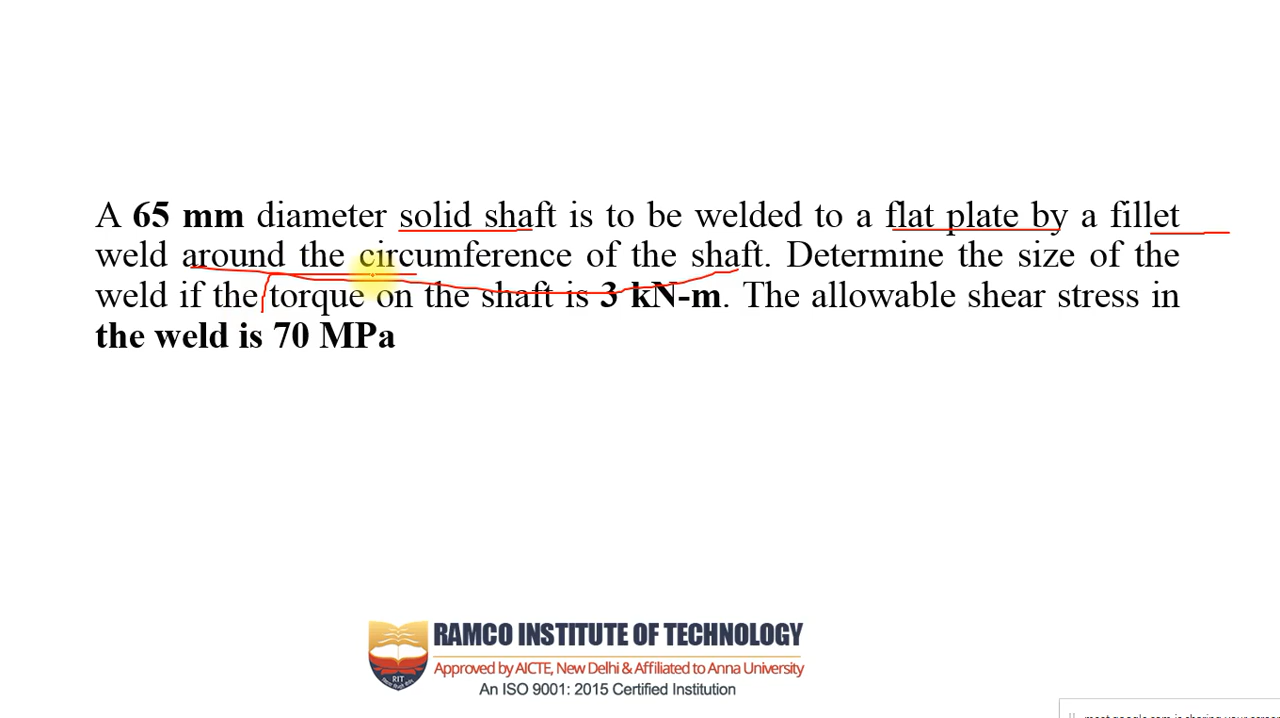 A 65 mm diameter solid shaft is to be welded to a flat plate by a fillet
weld around the circumference of the shaft. Determine the size of the
weld if the torque on the shaft is 3 kN-m. The allowable shear stress in
the weld is 70 MPa
RAMCO INSTITUTE OF TECHNOLOGY
Approved by AICTE, New Delhi & Affiliated to Anna University
RIT
An ISO 9001: 2015 Certified Institution